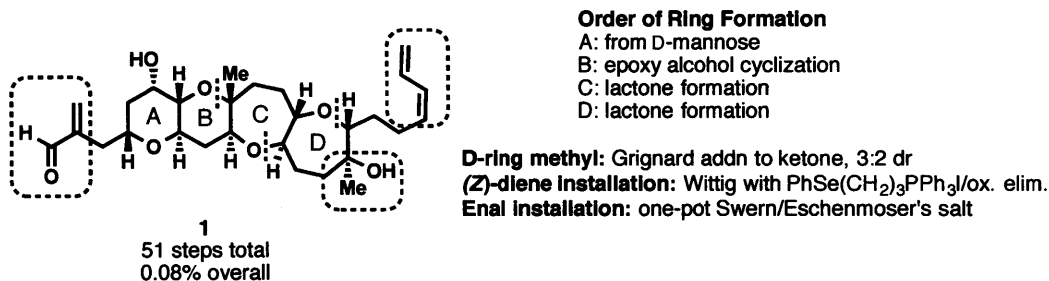 Order of Ring Formation
A: from D-mannose
B: epoxy alcohol cyclization
C: lactone formation
D: lactone formation
HO
H
O
Me
H
O
H
A
B
C
D
H
O
H
O
H
H
O
H
O
H
OH
Me
D-ring methyl: Grignard addn to ketone, 3:2 dr
(Z)-diene installation: Wittig with PhSe(CH₂)₃PPh₃I/ox. elim.
Enal installation: one-pot Swern/Eschenmoser's salt
1
51 steps total
0.08% overall